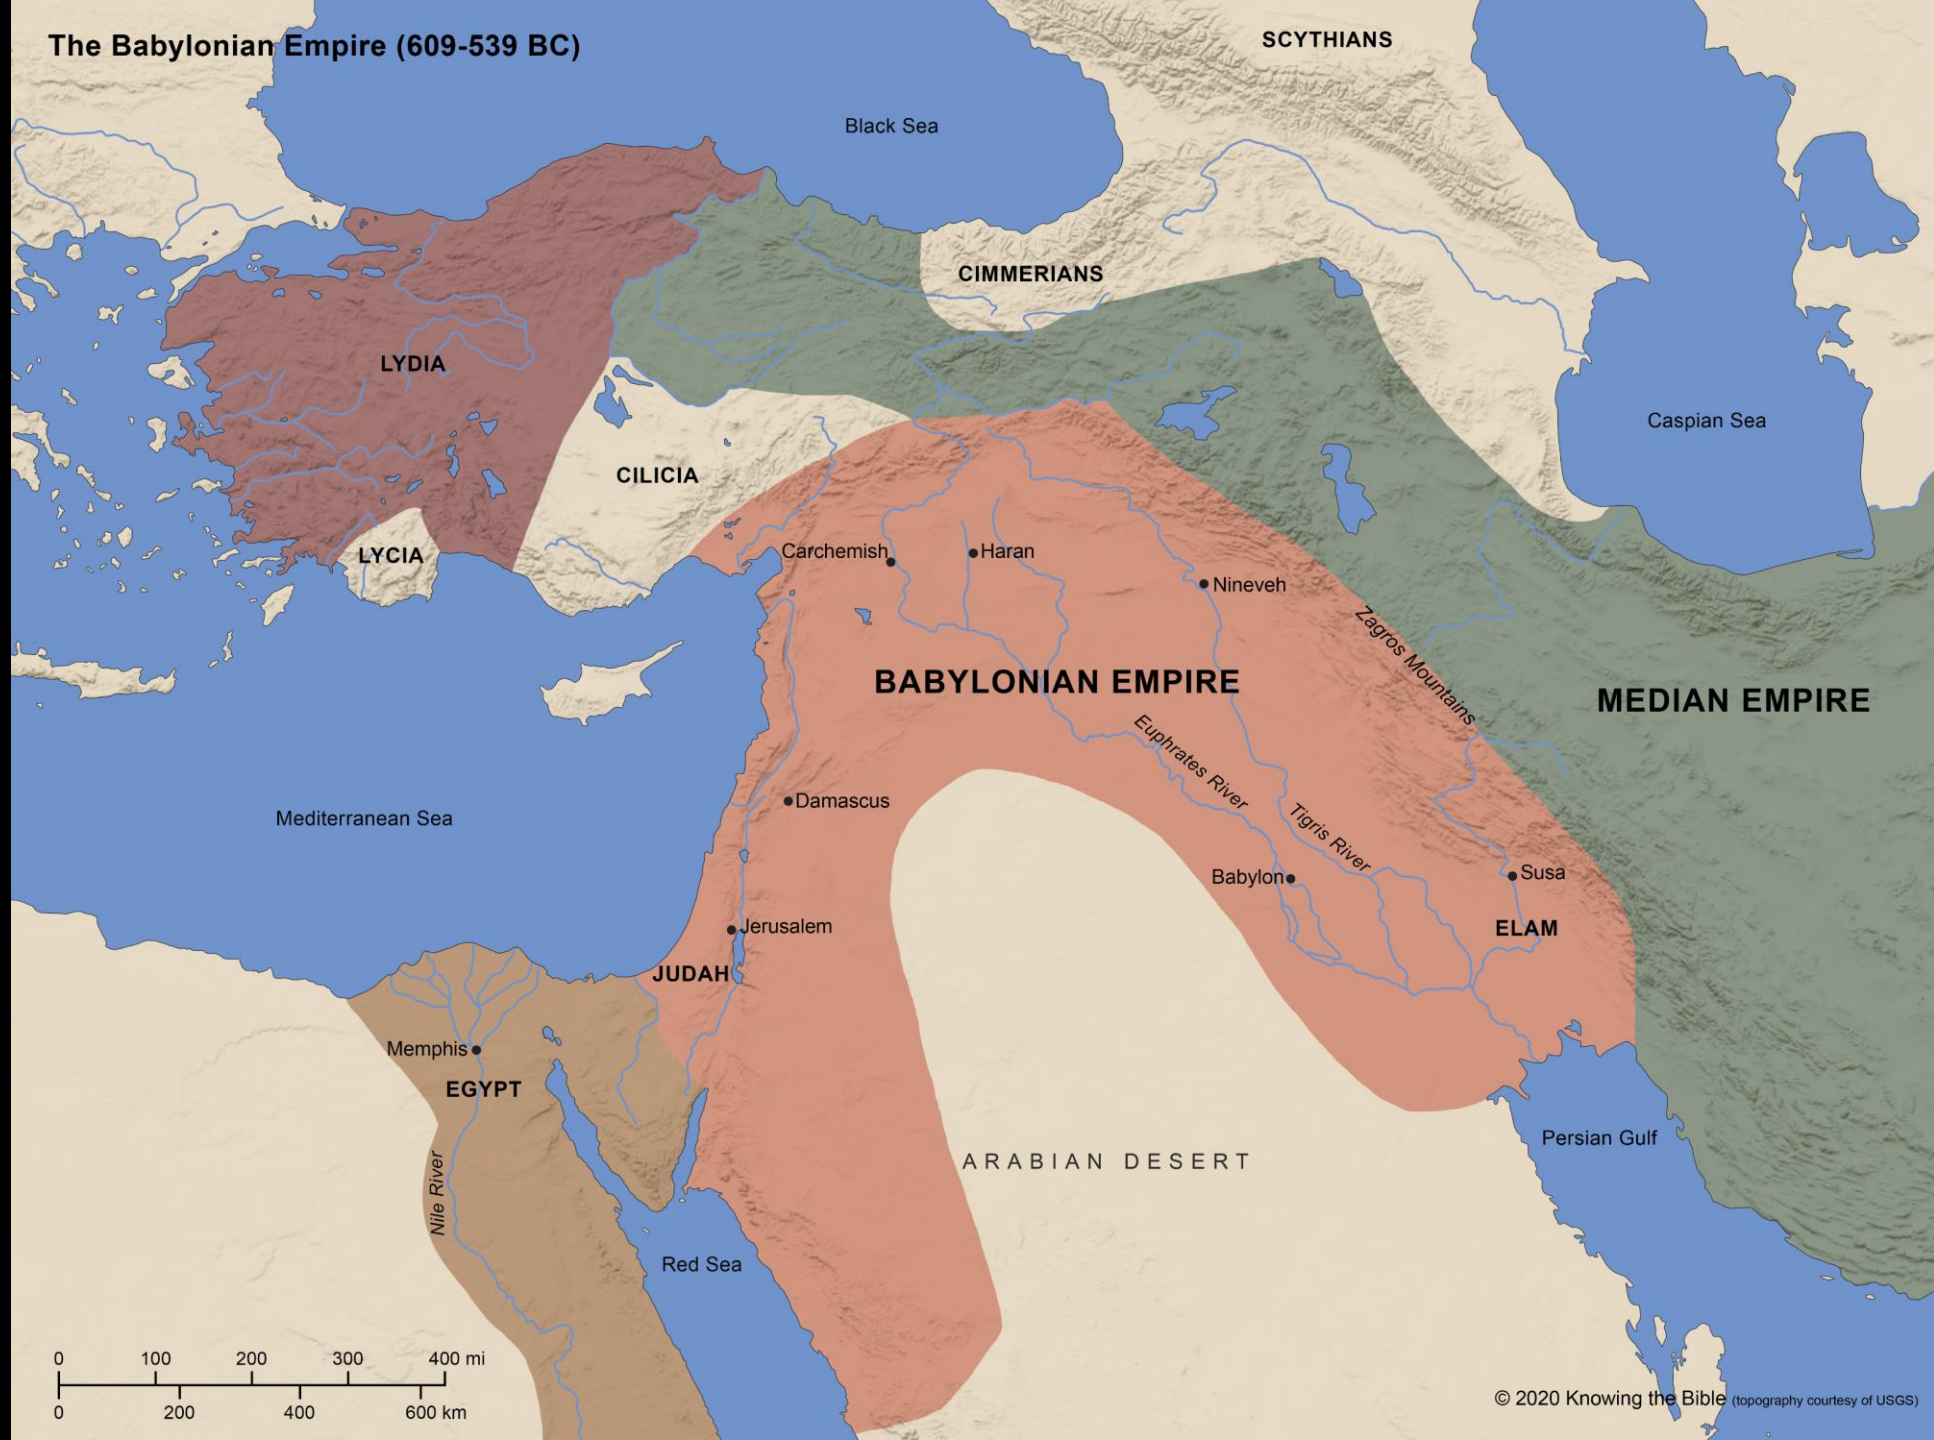 The Babylonian Empire (609-539 BC)
SCYTHIANS
Black Sea
CIMMERIANS
LYDIA
Caspian Sea
CILICIA
LYCIA
Carchemish
Haran
Nineveh
Zagros Mountains
BABYLONIAN EMPIRE
MEDIAN EMPIRE
Euphrates River
Damascus
Mediterranean Sea
Tigris River
Babylon
Susa
Jerusalem
ELAM
JUDAH
Memphis
EGYPT
Persian Gulf
ARABIAN DESERT
Nile River
Red Sea
0 100 200 300 400 mi
0 200 400 600 km
© 2020 Knowing the Bible (topography courtesy of USGS)